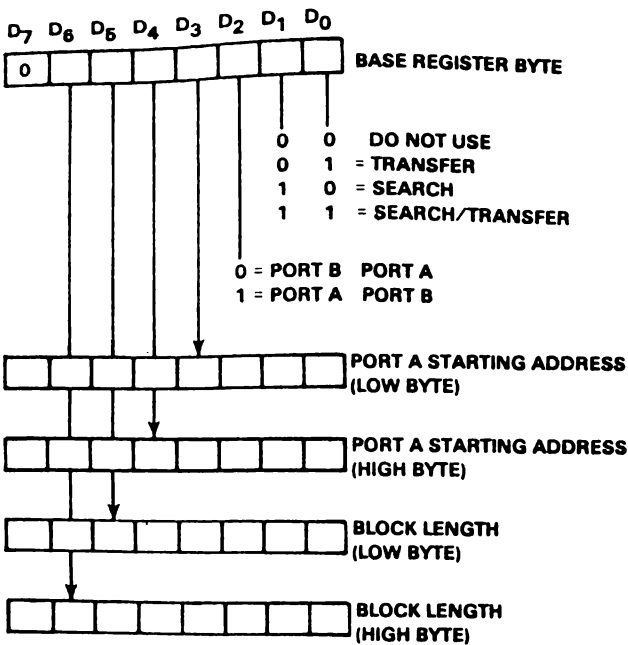 D7 D6 D5 D4 D3 D2 D1 D0
0 BASE REGISTER BYTE
0 0 DO NOT USE
0 1 = TRANSFER
1 0 = SEARCH
1 1 = SEARCH/TRANSFER
0 = PORT B PORT A
1 = PORT A PORT B
PORT A STARTING ADDRESS
(LOW BYTE)
PORT A STARTING ADDRESS
(HIGH BYTE)
BLOCK LENGTH
(LOW BYTE)
BLOCK LENGTH
(HIGH BYTE)